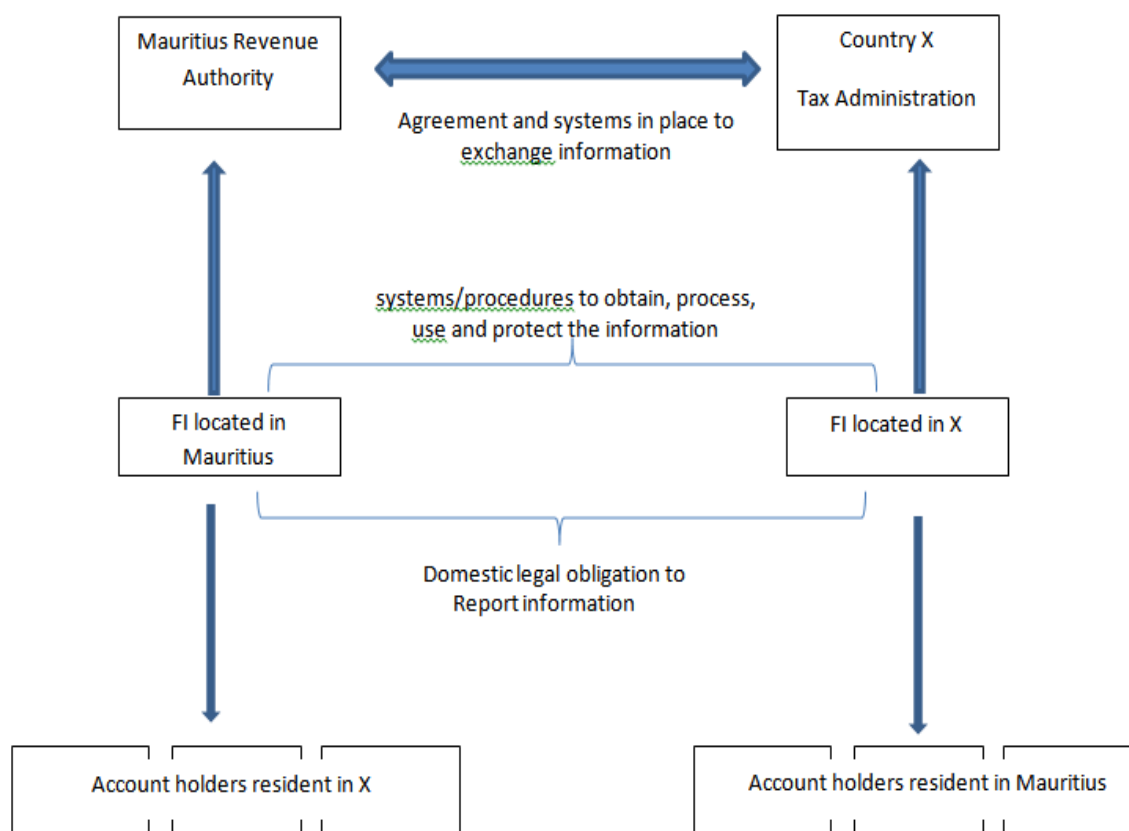 Mauritius Revenue
Authority
Country X
Tax Administration
Agreement and systems in place to
exchange information
systems/procedures to obtain, process,
use and protect the information
FI located in
Mauritius
FI located in X
Domestic legal obligation to
Report information
Account holders resident in X
Account holders resident in Mauritius